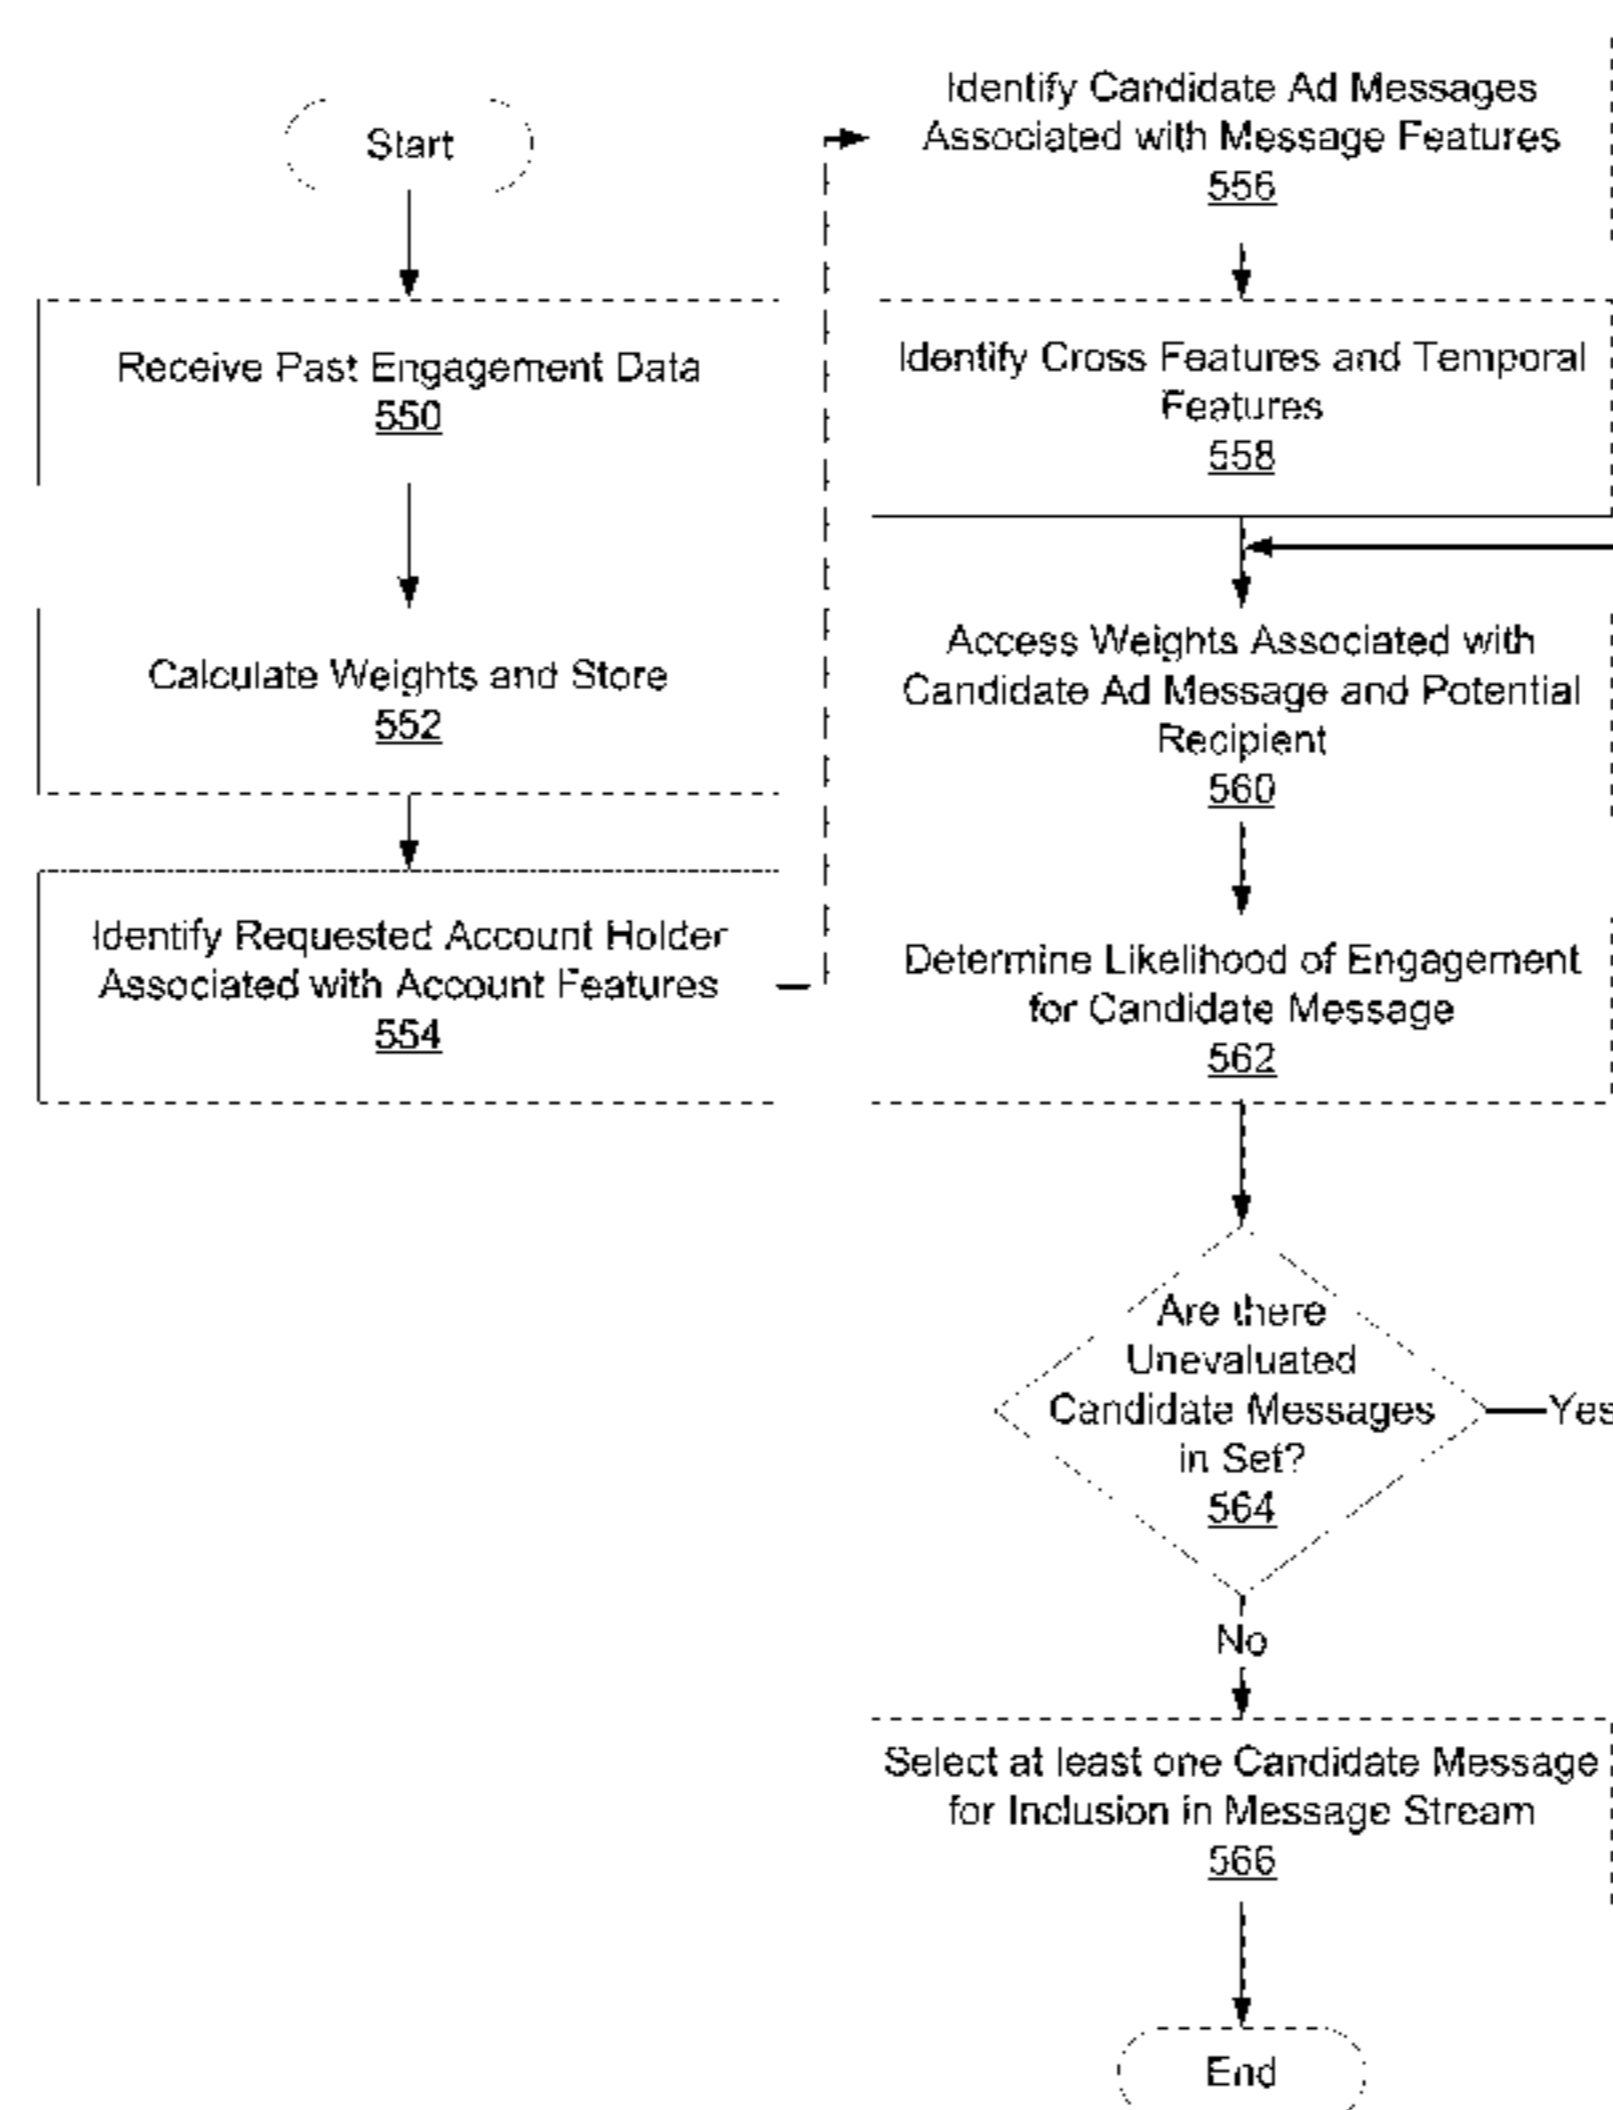 Start
Receive Past Engagement Data
550
Calculate Weights and Store
552
Identify Requested Account Holder
Associated with Account Features
554
Identify Candidate Ad Messages
Associated with Message Features
556
Identify Cross Features and Temporal
Features
558
Access Weights Associated with
Candidate Ad Message and Potential
Recipient
560
Determine Likelihood of Engagement
for Candidate Message
562
Are there
Unevaluated
Candidate Messages
in Set?
564
Yes
No
Select at least one Candidate Message
for Inclusion in Message Stream
566
End